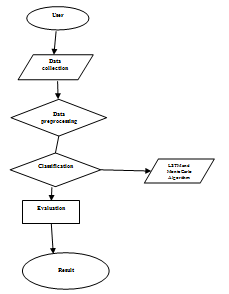 User
Data
collection
Data
preprocessing
Classification
LSTM and
Monte Carlo
Algorithm
Evaluation
Result